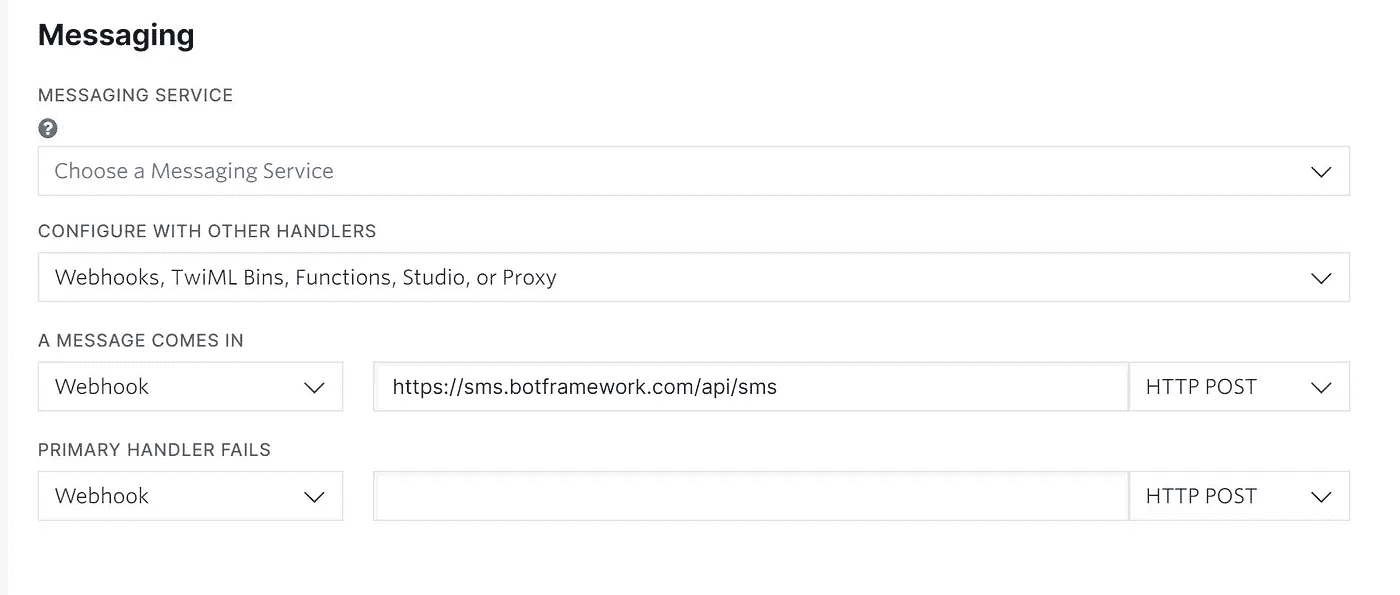 Messaging
MESSAGING SERVICE
?
Choose a Messaging Service
CONFIGURE WITH OTHER HANDLERS
Webhooks, TwiML Bins, Functions, Studio, or Proxy
A MESSAGE COMES IN
Webhook https://sms.botframework.com/api/sms HTTP POST
PRIMARY HANDLER FAILS
Webhook HTTP POST